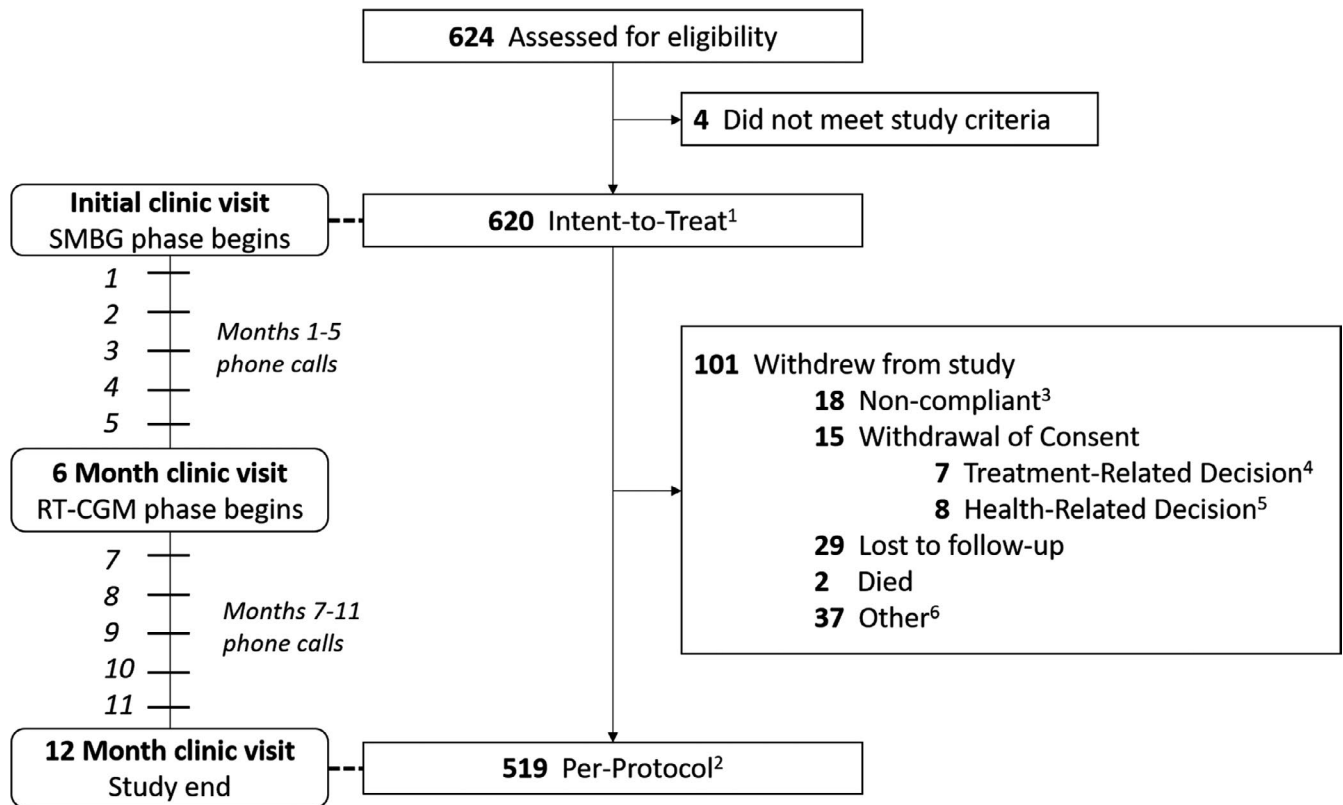 624 Assessed for eligibility
4 Did not meet study criteria
Initial clinic visit
SMBG phase begins
620 Intent-to-Treat¹
1
2
3
4
5
Months 1-5
phone calls
101 Withdrew from study
18 Non-compliant³
15 Withdrawal of Consent
7 Treatment-Related Decision⁴
8 Health-Related Decision⁵
29 Lost to follow-up
2 Died
37 Other⁶
6 Month clinic visit
RT-CGM phase begins
7
8
9
10
11
Months 7-11
phone calls
12 Month clinic visit
Study end
519 Per-Protocol²